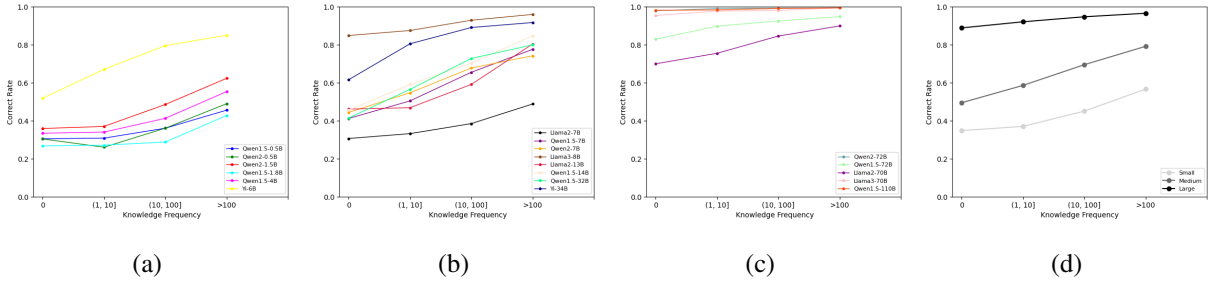 1.0
0.8
0.6
0.4
0.2
0.0
Correct Rate
0 (1, 10] (10, 100] >100
Knowledge Frequency
Qwen1.5-0.5B
Qwen2-0.5B
Qwen2-1.5B
Qwen1.5-1.8B
Qwen1.5-4B
Yi-6B
(a)
1.0
0.8
0.6
0.4
0.2
0.0
Correct Rate
0 (1, 10] (10, 100] >100
Knowledge Frequency
Llama2-7B
Qwen1.5-7B
Qwen2-7B
Llama3-8B
Llama2-13B
Qwen1.5-14B
Qwen1.5-32B
Yi-34B
(b)
1.0
0.8
0.6
0.4
0.2
0.0
Correct Rate
0 (1, 10] (10, 100] >100
Knowledge Frequency
Qwen2-72B
Qwen1.5-72B
Llama2-70B
Llama3-70B
Qwen1.5-110B
(c)
1.0
0.8
0.6
0.4
0.2
0.0
Correct Rate
0 (1, 10] (10, 100] >100
Knowledge Frequency
Small
Medium
Large
(d)